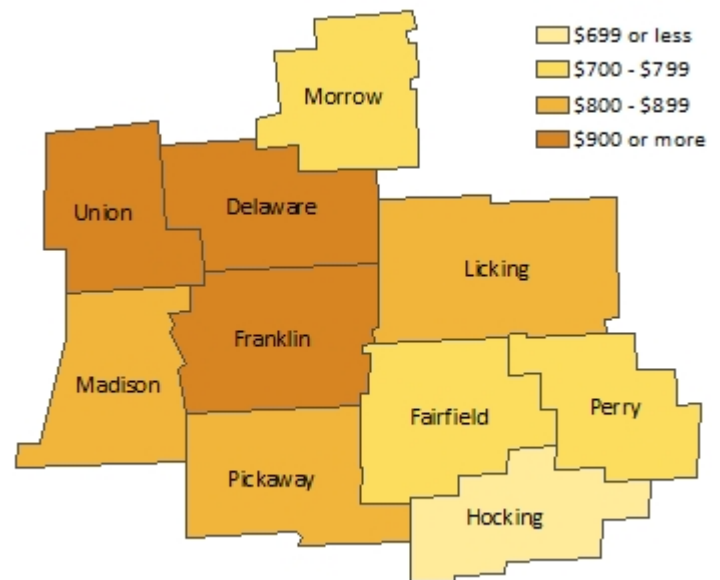 $699 or less
$700 - $799
$800 - $899
$900 or more
Morrow
Union
Delaware
Licking
Franklin
Madison
Fairfield
Perry
Pickaway
Hocking